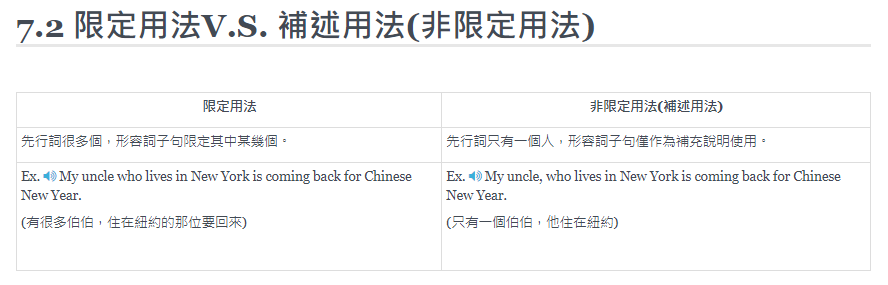 7.2 限定用法V.S. 補述用法(非限定用法)
限定用法
非限定用法(補述用法)
先行詞很多個，形容詞子句限定其中某幾個。
先行詞只有一個人，形容詞子句僅作為補充說明使用。
Ex. My uncle who lives in New York is coming back for Chinese
New Year.
(有很多伯伯，住在紐約的那位要回來)
Ex. My uncle, who lives in New York is coming back for Chinese
New Year.
(只有一個伯伯，他住在紐約)